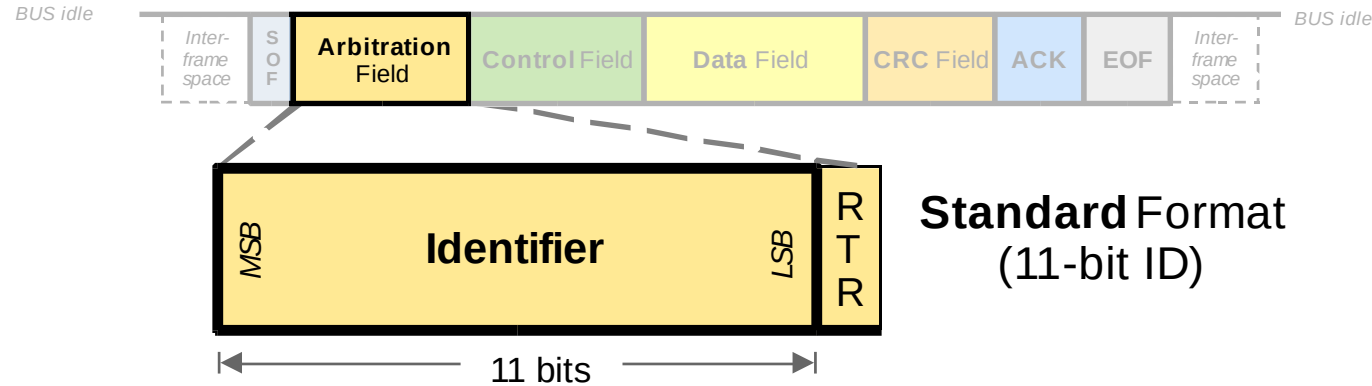 BUS idle
BUS idle
Inter-
frame
space
S
O
F
Arbitration
Field
Control Field
Data Field
CRC Field
ACK
EOF
Inter-
frame
space
MSB
Identifier
LSB
R
T
R
Standard Format
(11-bit ID)
11 bits